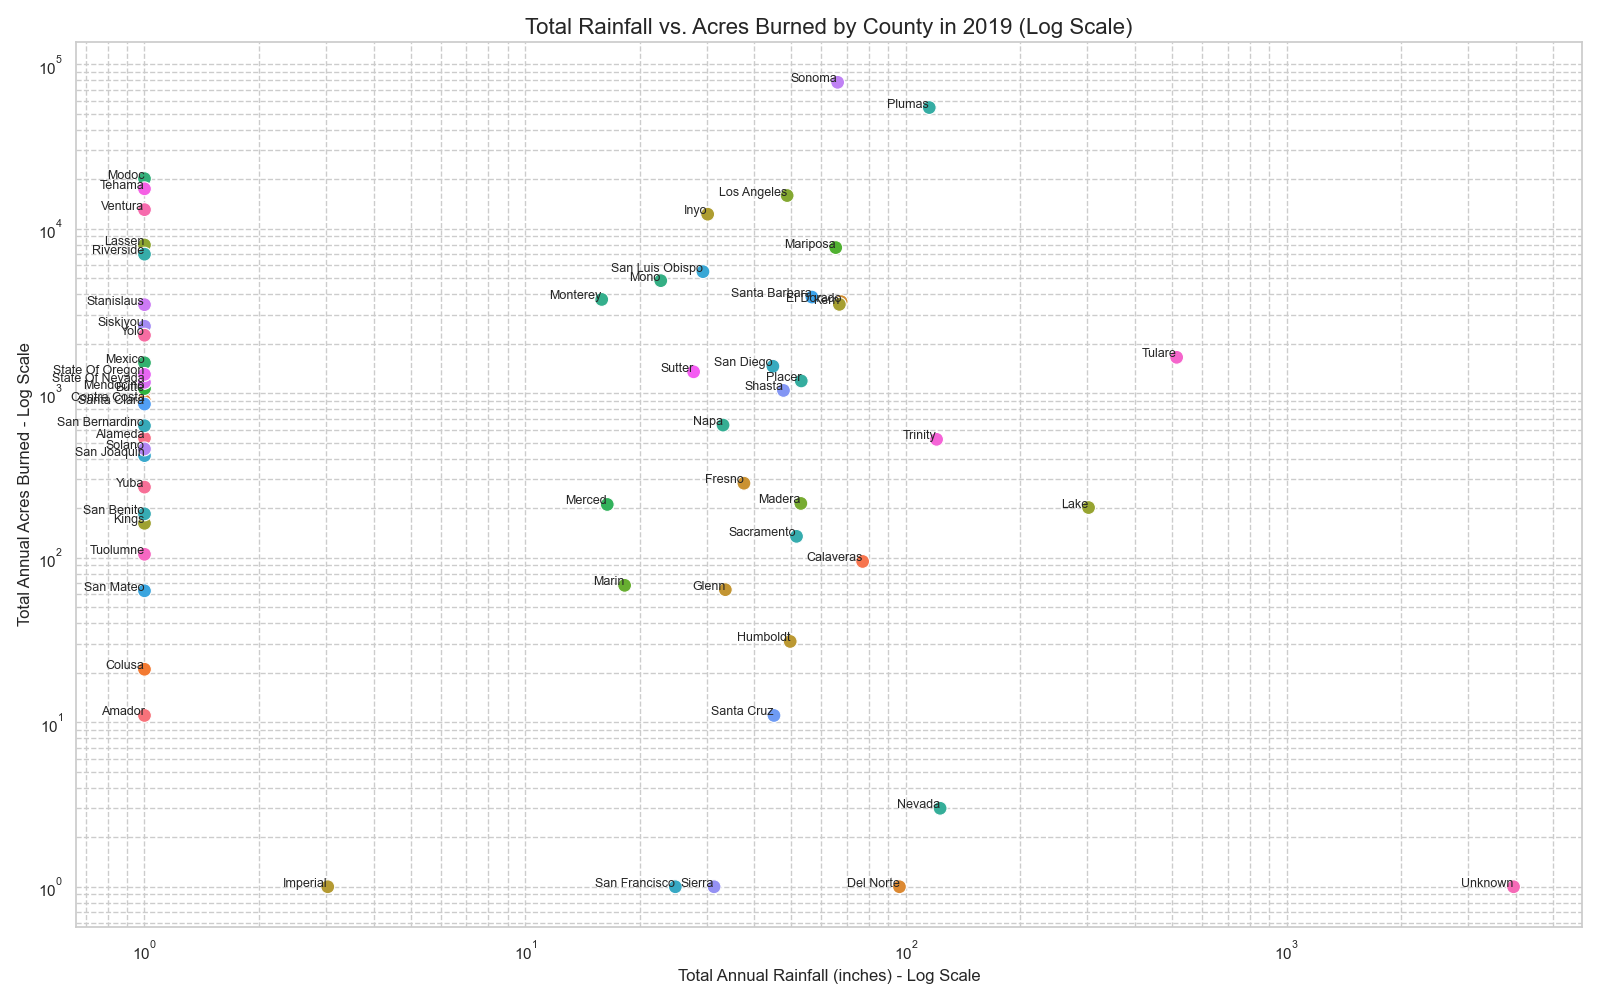 Total Rainfall vs. Acres Burned by County in 2019 (Log Scale)
10^5
Sonoma
Plumas
Modoc
Tehama
Los Angeles
Ventura
Inyo
10^4
Lassen
Mariposa
Riverside
San Luis Obispo
Mono
Santa Barbara
Monterey
El Dorado
Kern
Stanislaus
Siskiyou
Yolo
Tulare
Mexico
San Diego
State Of Oregon
Sutter
State Of Nevada
Placer
Mendocino
Butte
Shasta
10^3
Contra Costa
Santa Clara
San Bernardino
Napa
Alameda
Trinity
Solano
San Joaquin
Yuba
Fresno
Merced
Madera
Lake
San Benito
Kings
Sacramento
Tuolumne
10^2
Calaveras
San Mateo
Marin
Glenn
Humboldt
Colusa
Amador
Santa Cruz
10^1
Nevada
10^0
Imperial
San Francisco
Sierra
Del Norte
Unknown
Total Annual Acres Burned - Log Scale
10^0 10^1 10^2 10^3
Total Annual Rainfall (inches) - Log Scale